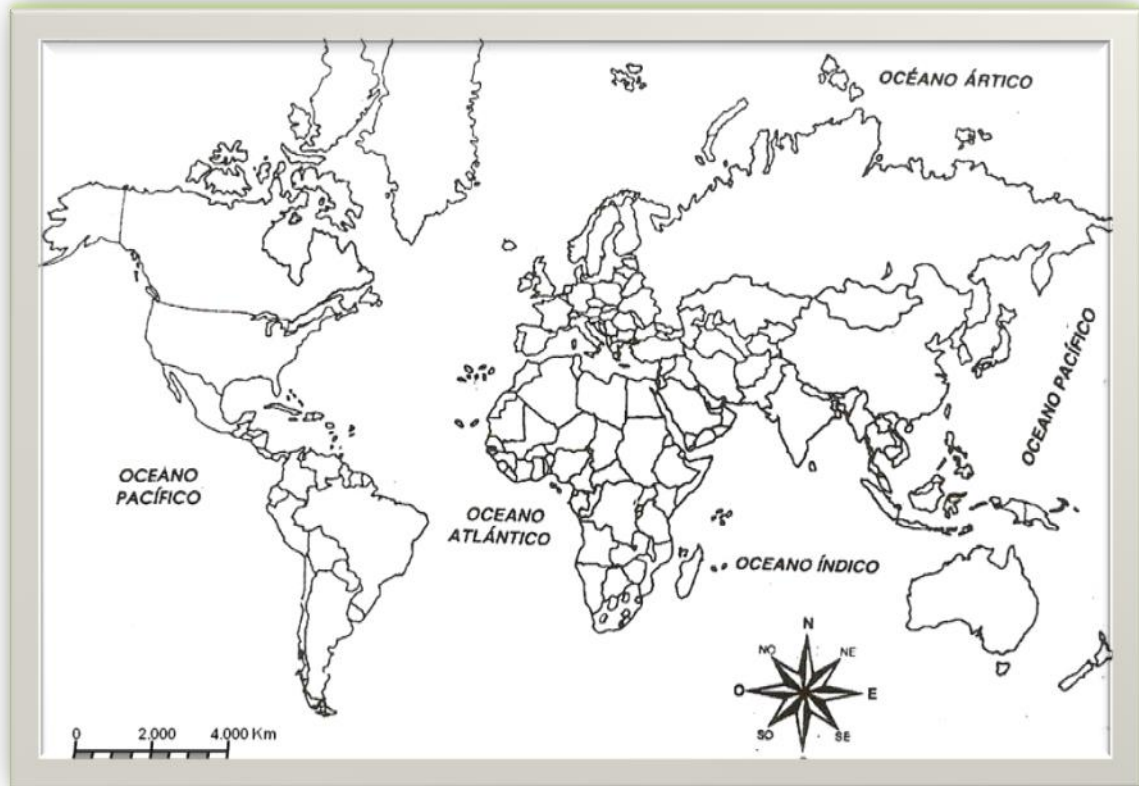 OCÉANO ÁRTICO
OCEANO PACÍFICO
OCEANO
PACÍFICO
OCEANO
ATLÁNTICO
OCEANO ÍNDICO
N
NO
NE
O
E
SO
SE
0
2.000
4.000 Km